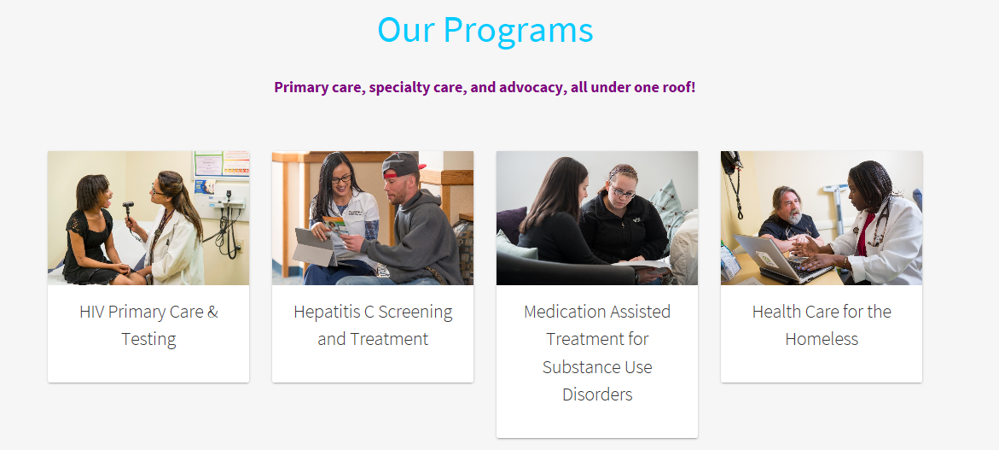 Our Programs
Primary care, specialty care, and advocacy, all under one roof!
HIV Primary Care &
Testing
Hepatitis C Screening
and Treatment
Medication Assisted
Treatment for
Substance Use
Disorders
Health Care for the
Homeless